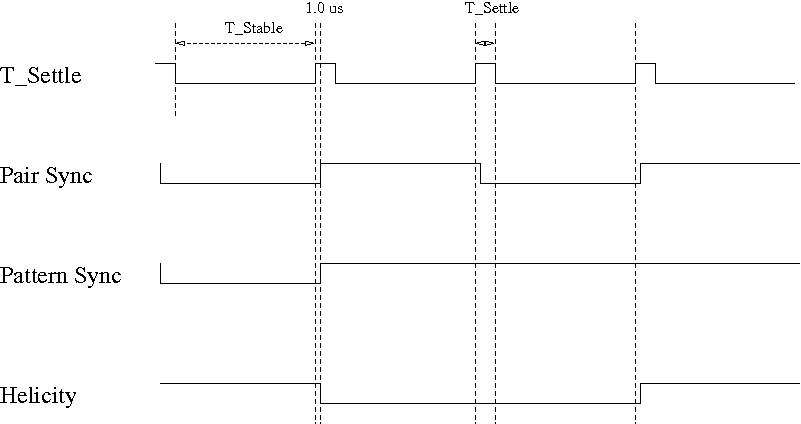 1.0 us
T_Settle
T_Stable
T_Settle
Pair Sync
Pattern Sync
Helicity